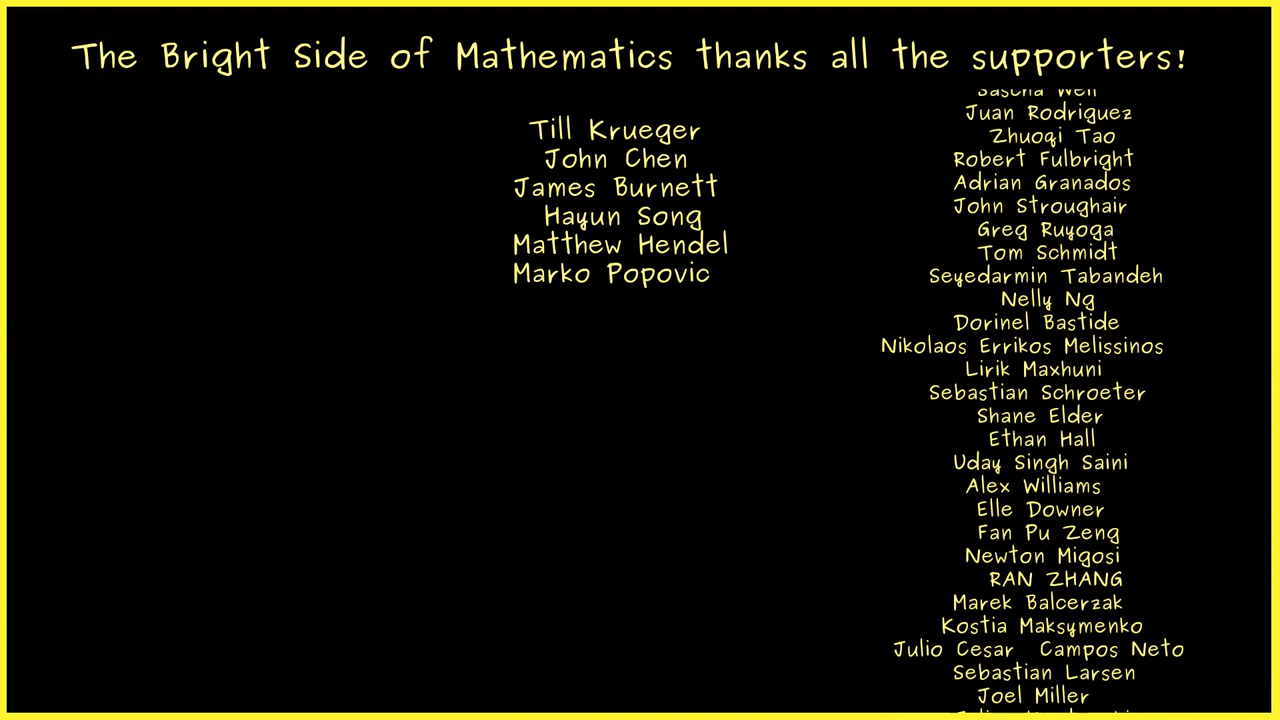 The Bright Side of Mathematics thanks all the supporters!
Till Krueger
John Chen
James Burnett
Hayun Song
Matthew Hendel
Marko Popovic
Juan Rodriguez
Zhuoqi Tao
Robert Fulbright
Adrian Granados
John Stroughair
Greg Ruyoga
Tom Schmidt
Seyedarmin Tabandeh
Nelly Ng
Dorinel Bastide
Nikolaos Errikos Melissinos
Lirik Maxhuni
Sebastian Schroeter
Shane Elder
Ethan Hall
Uday Singh Saini
Alex Williams
Elle Downer
Fan Pu Zeng
Newton Migosi
RAN ZHANG
Marek Balcerzak
Kostia Maksymenko
Julio Cesar Campos Neto
Sebastian Larsen
Joel Miller